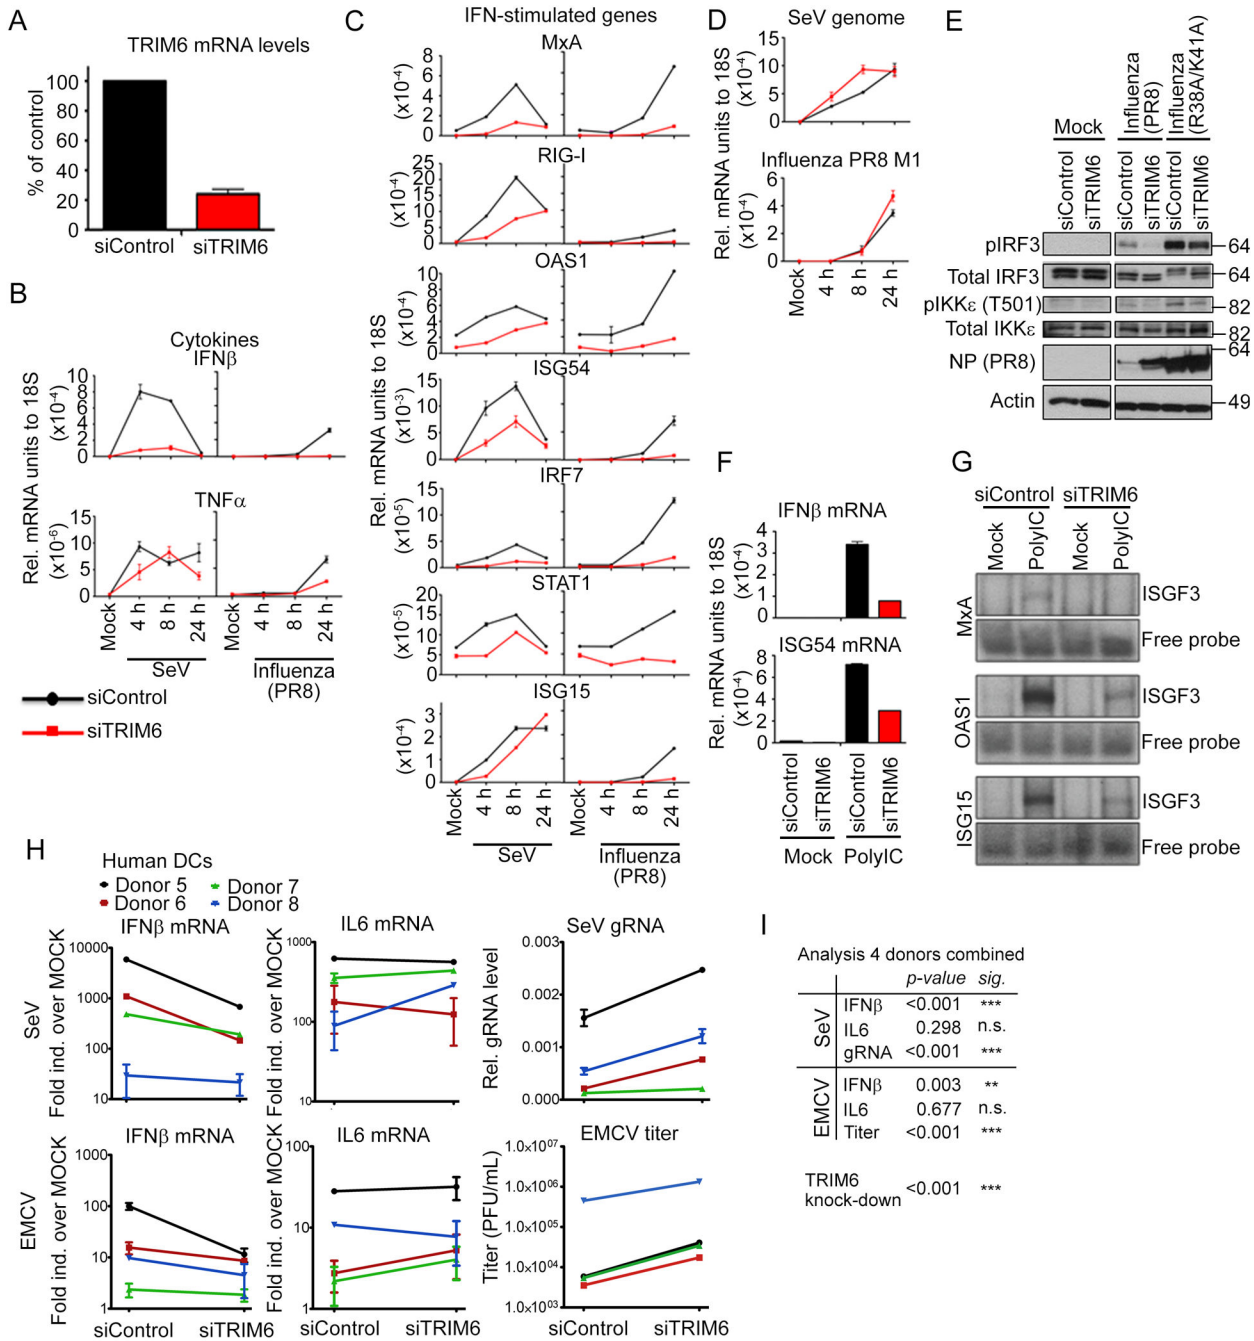 A
TRIM6 mRNA levels
% of control
100
80
60
40
20
0
siControl
siTRIM6
B
Cytokines
IFNβ
Rel. mRNA units to 18S
(x10-4)
10
8
6
4
2
0
TNFα
(x10-6)
15
10
5
0
Mock
4 h
8 h
24 h
Mock
4 h
8 h
24 h
SeV
Influenza
(PR8)
siControl
siTRIM6
C
IFN-stimulated genes
MxA
Rel. mRNA units to 18S
(x10-4)
8
6
4
2
0
RIG-I
(x10-4)
25
20
15
10
5
0
OAS1
(x10-4)
10
8
6
4
2
0
ISG54
(x10-3)
15
10
5
0
IRF7
(x10-5)
15
10
5
0
STAT1
(x10-5)
20
15
10
5
0
ISG15
(x10-4)
3
2
1
0
Mock
4 h
8 h
24 h
Mock
4 h
8 h
24 h
SeV
Influenza
(PR8)
D
SeV genome
Rel. mRNA units to 18S
(x10-4)
15
10
5
0
Influenza PR8 M1
(x10-4)
6
4
2
0
Mock
4 h
8 h
24 h
E
Mock
Influenza
(PR8)
Influenza
(R38A/K41A)
siControl
siTRIM6
siControl
siTRIM6
siControl
siTRIM6
pIRF3
64
Total IRF3
64
pIKKε (T501)
82
Total IKKε
82
64
NP (PR8)
Actin
49
F
IFNβ mRNA
Rel. mRNA units to 18S
(x10-4)
4
3
2
1
0
ISG54 mRNA
(x10-4)
8
6
4
2
0
siControl
siTRIM6
siControl
siTRIM6
Mock
PolyIC
G
siControl
siTRIM6
Mock
PolyIC
Mock
PolyIC
MxA
ISGF3
Free probe
OAS1
ISGF3
Free probe
ISG15
ISGF3
Free probe
H
Human DCs
Donor 5
Donor 6
Donor 7
Donor 8
SeV
IFNβ mRNA
Fold ind. over MOCK
10000
1000
100
10
IL6 mRNA
Fold ind. over MOCK
1000
100
10
SeV gRNA
Rel. gRNA level
0.003
0.002
0.001
0.000
EMCV
IFNβ mRNA
Fold ind. over MOCK
1000
100
10
1
siControl
siTRIM6
IL6 mRNA
Fold ind. over MOCK
100
10
1
siControl
siTRIM6
EMCV titer
Titer (PFU/mL)
1.0×1007
1.0×1006
1.0×1005
1.0×1004
1.0×1003
siControl
siTRIM6
I
Analysis 4 donors combined
p-value sig.
SeV
IFNβ <0.001 ***
IL6 0.298 n.s.
gRNA <0.001 ***
EMCV
IFNβ 0.003 **
IL6 0.677 n.s.
Titer <0.001 ***
TRIM6
knock-down <0.001 ***